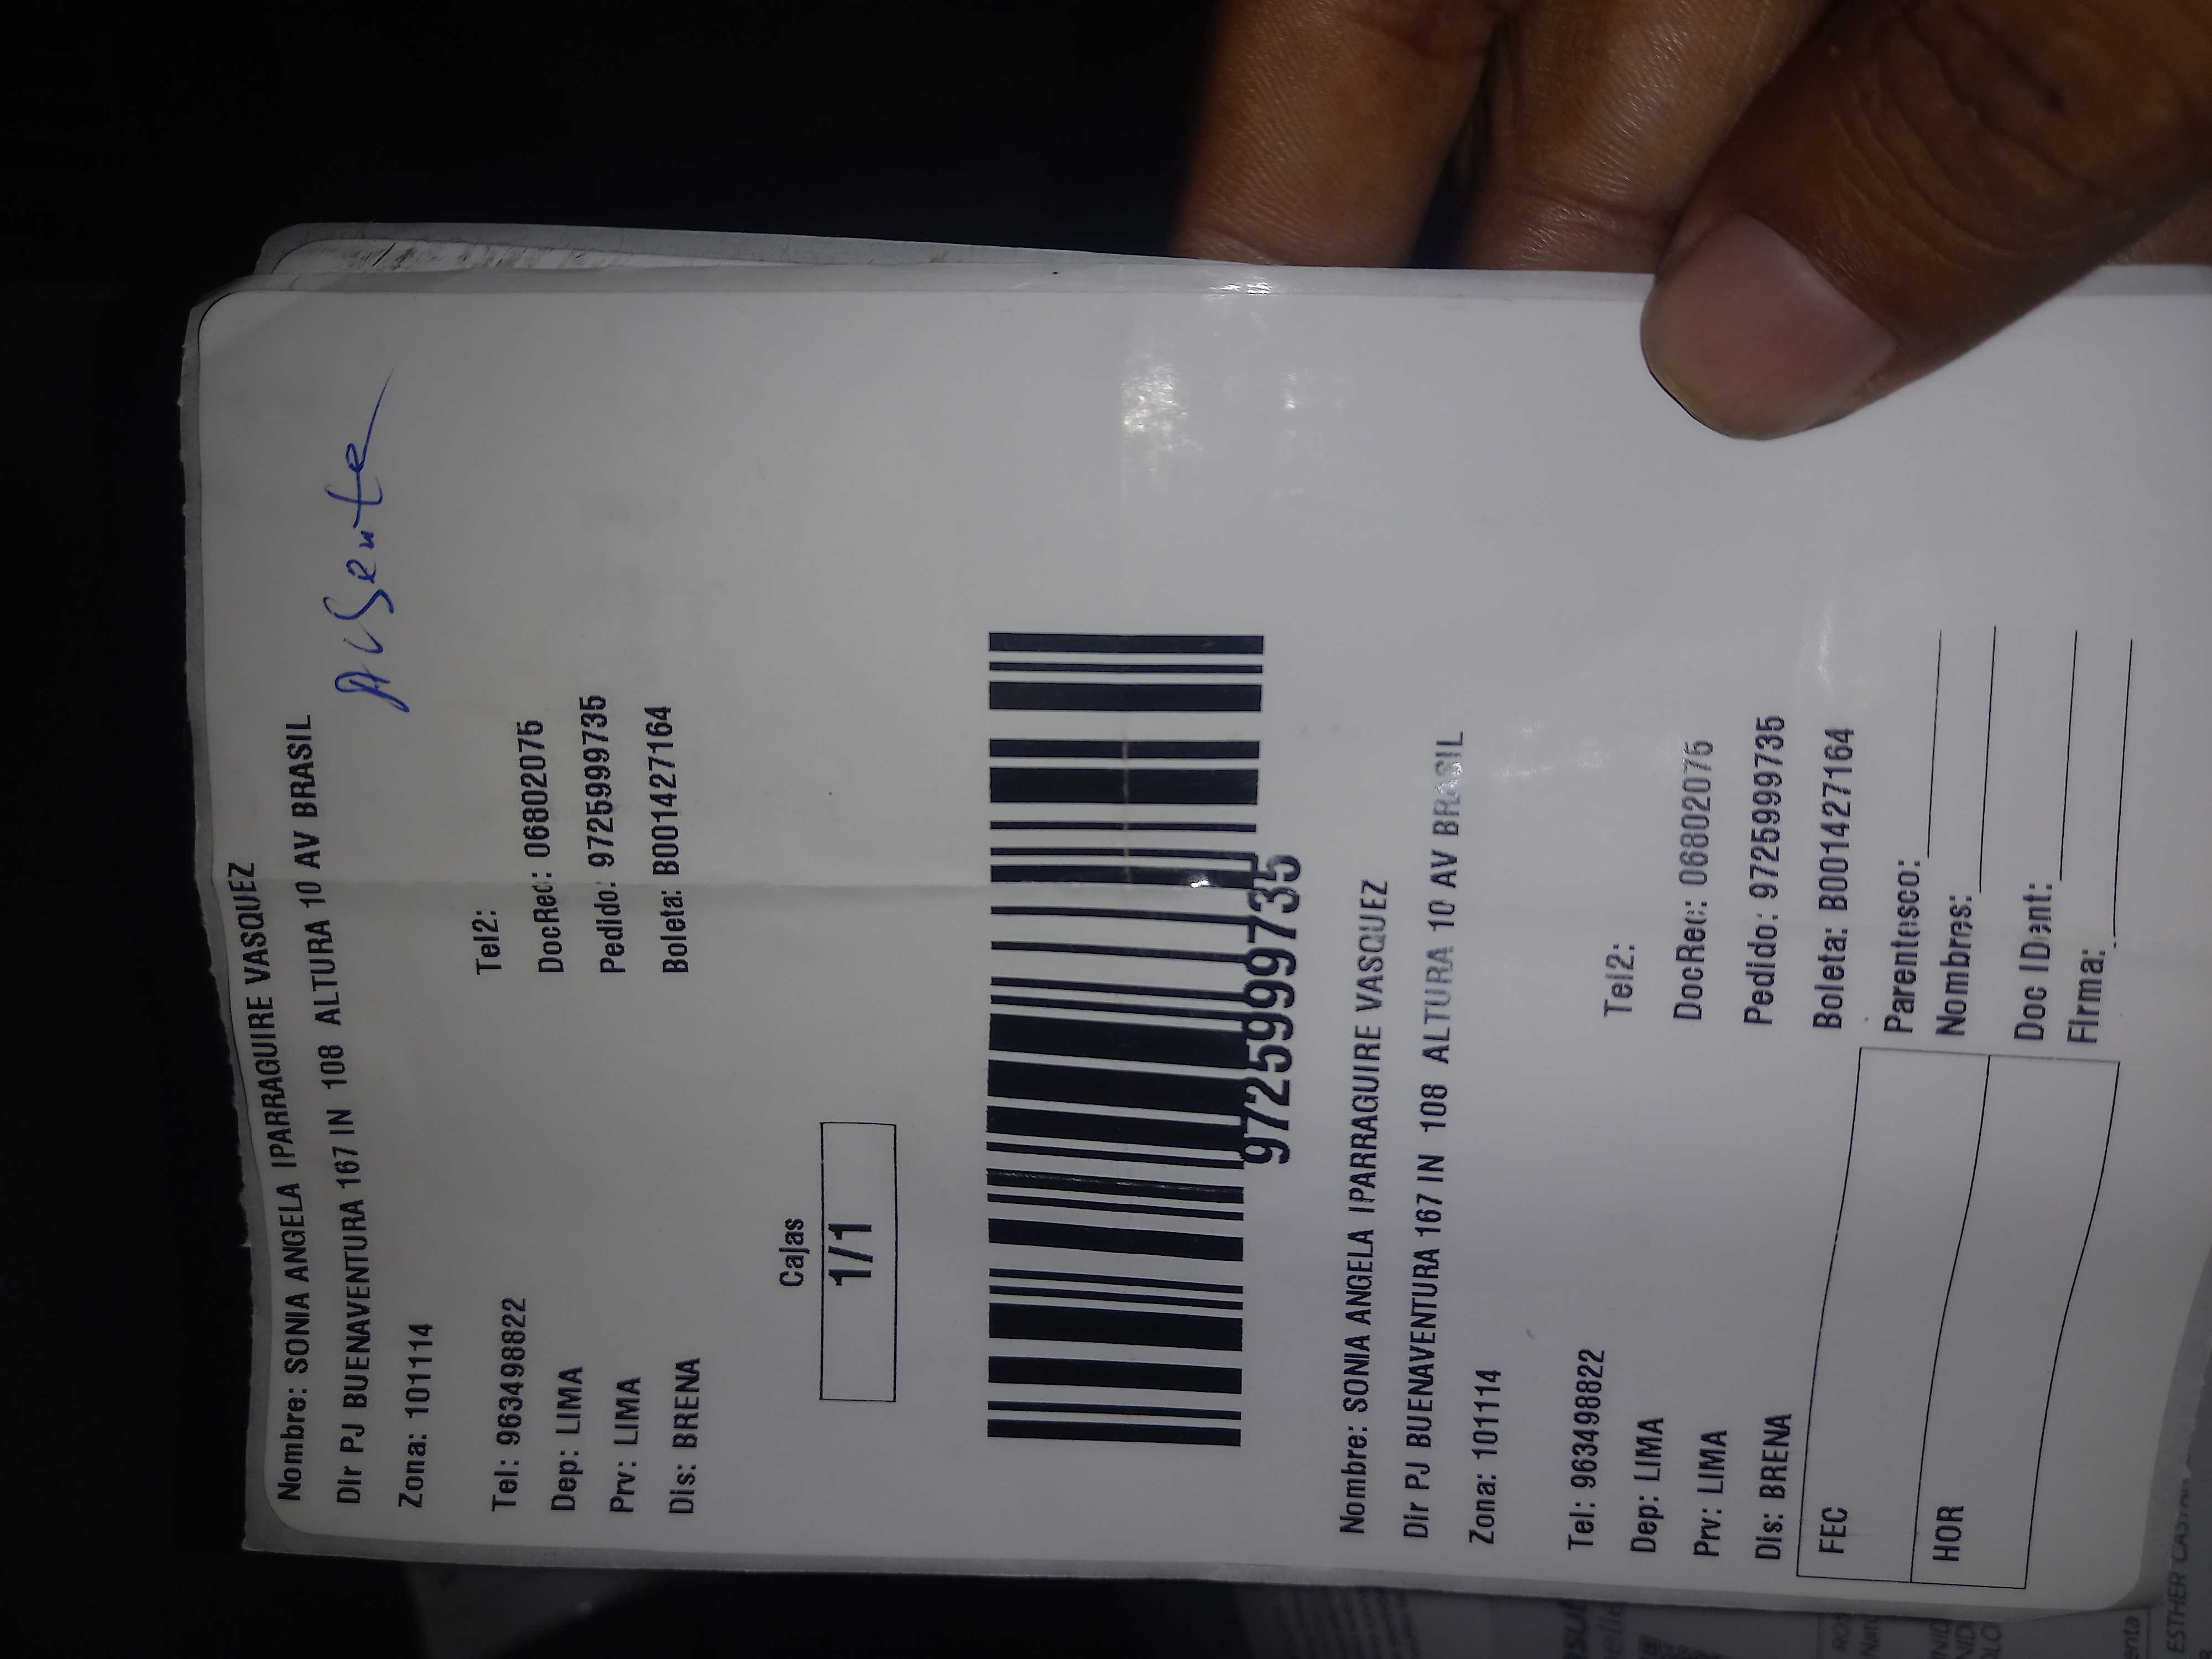 Nombre: SONIA ANGELA IPARRAGUIRE VASQUEZ
Dir PJ BUENAVENTURA 167 IN 108 ALTURA 10 AV BRASIL
Ausente
Zona: 101114
Tel: 963498822 Tel2:
Dep: LIMA DocRec: 06802075
Prv: LIMA Pedido: 9725999735
Dis: BRENA Boleta: B001427164
Cajas
1/1
9725999735
Nombre: SONIA ANGELA IPARRAGUIRE VASQUEZ
Dir PJ BUENAVENTURA 167 IN 108 ALTURA 10 AV BRASIL
Zona: 101114
Tel: 963498822 Tel2:
Dep: LIMA DocRec: 06802075
Prv: LIMA Pedido: 9725999735
Dis: BRENA Boleta: B001427164
FEC Parentesco:
HOR Nombres:
Doc IDent:
Firma:
ESTHER